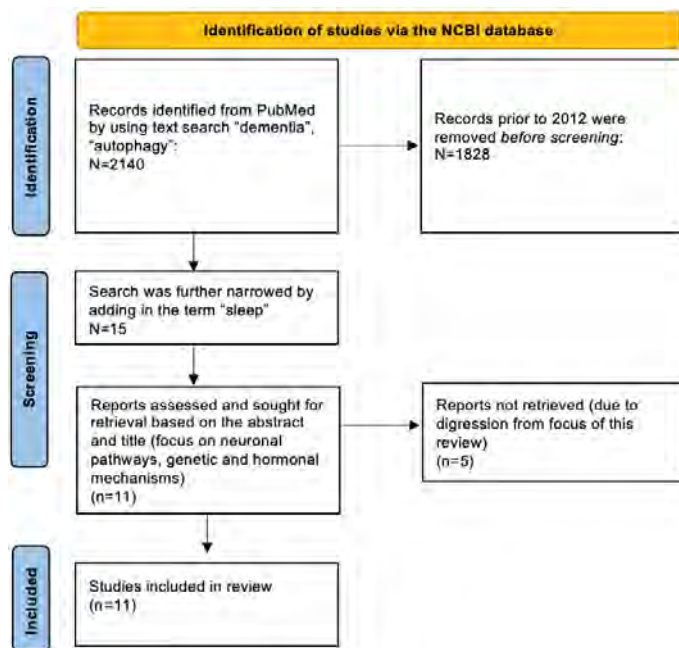 Identification of studies via the NCBI database
Identification
Records identified from PubMed
by using text search "dementia",
"autophagy":
N=2140
Records prior to 2012 were
removed before screening:
N=1828
Screening
Search was further narrowed by
adding in the term "sleep"
N=15
Reports assessed and sought for
retrieval based on the abstract
and title (focus on neuronal
pathways, genetic and hormonal
mechanisms)
(n=11)
Reports not retrieved (due to
digression from focus of this
review)
(n=5)
Included
Studies included in review
(n=11)